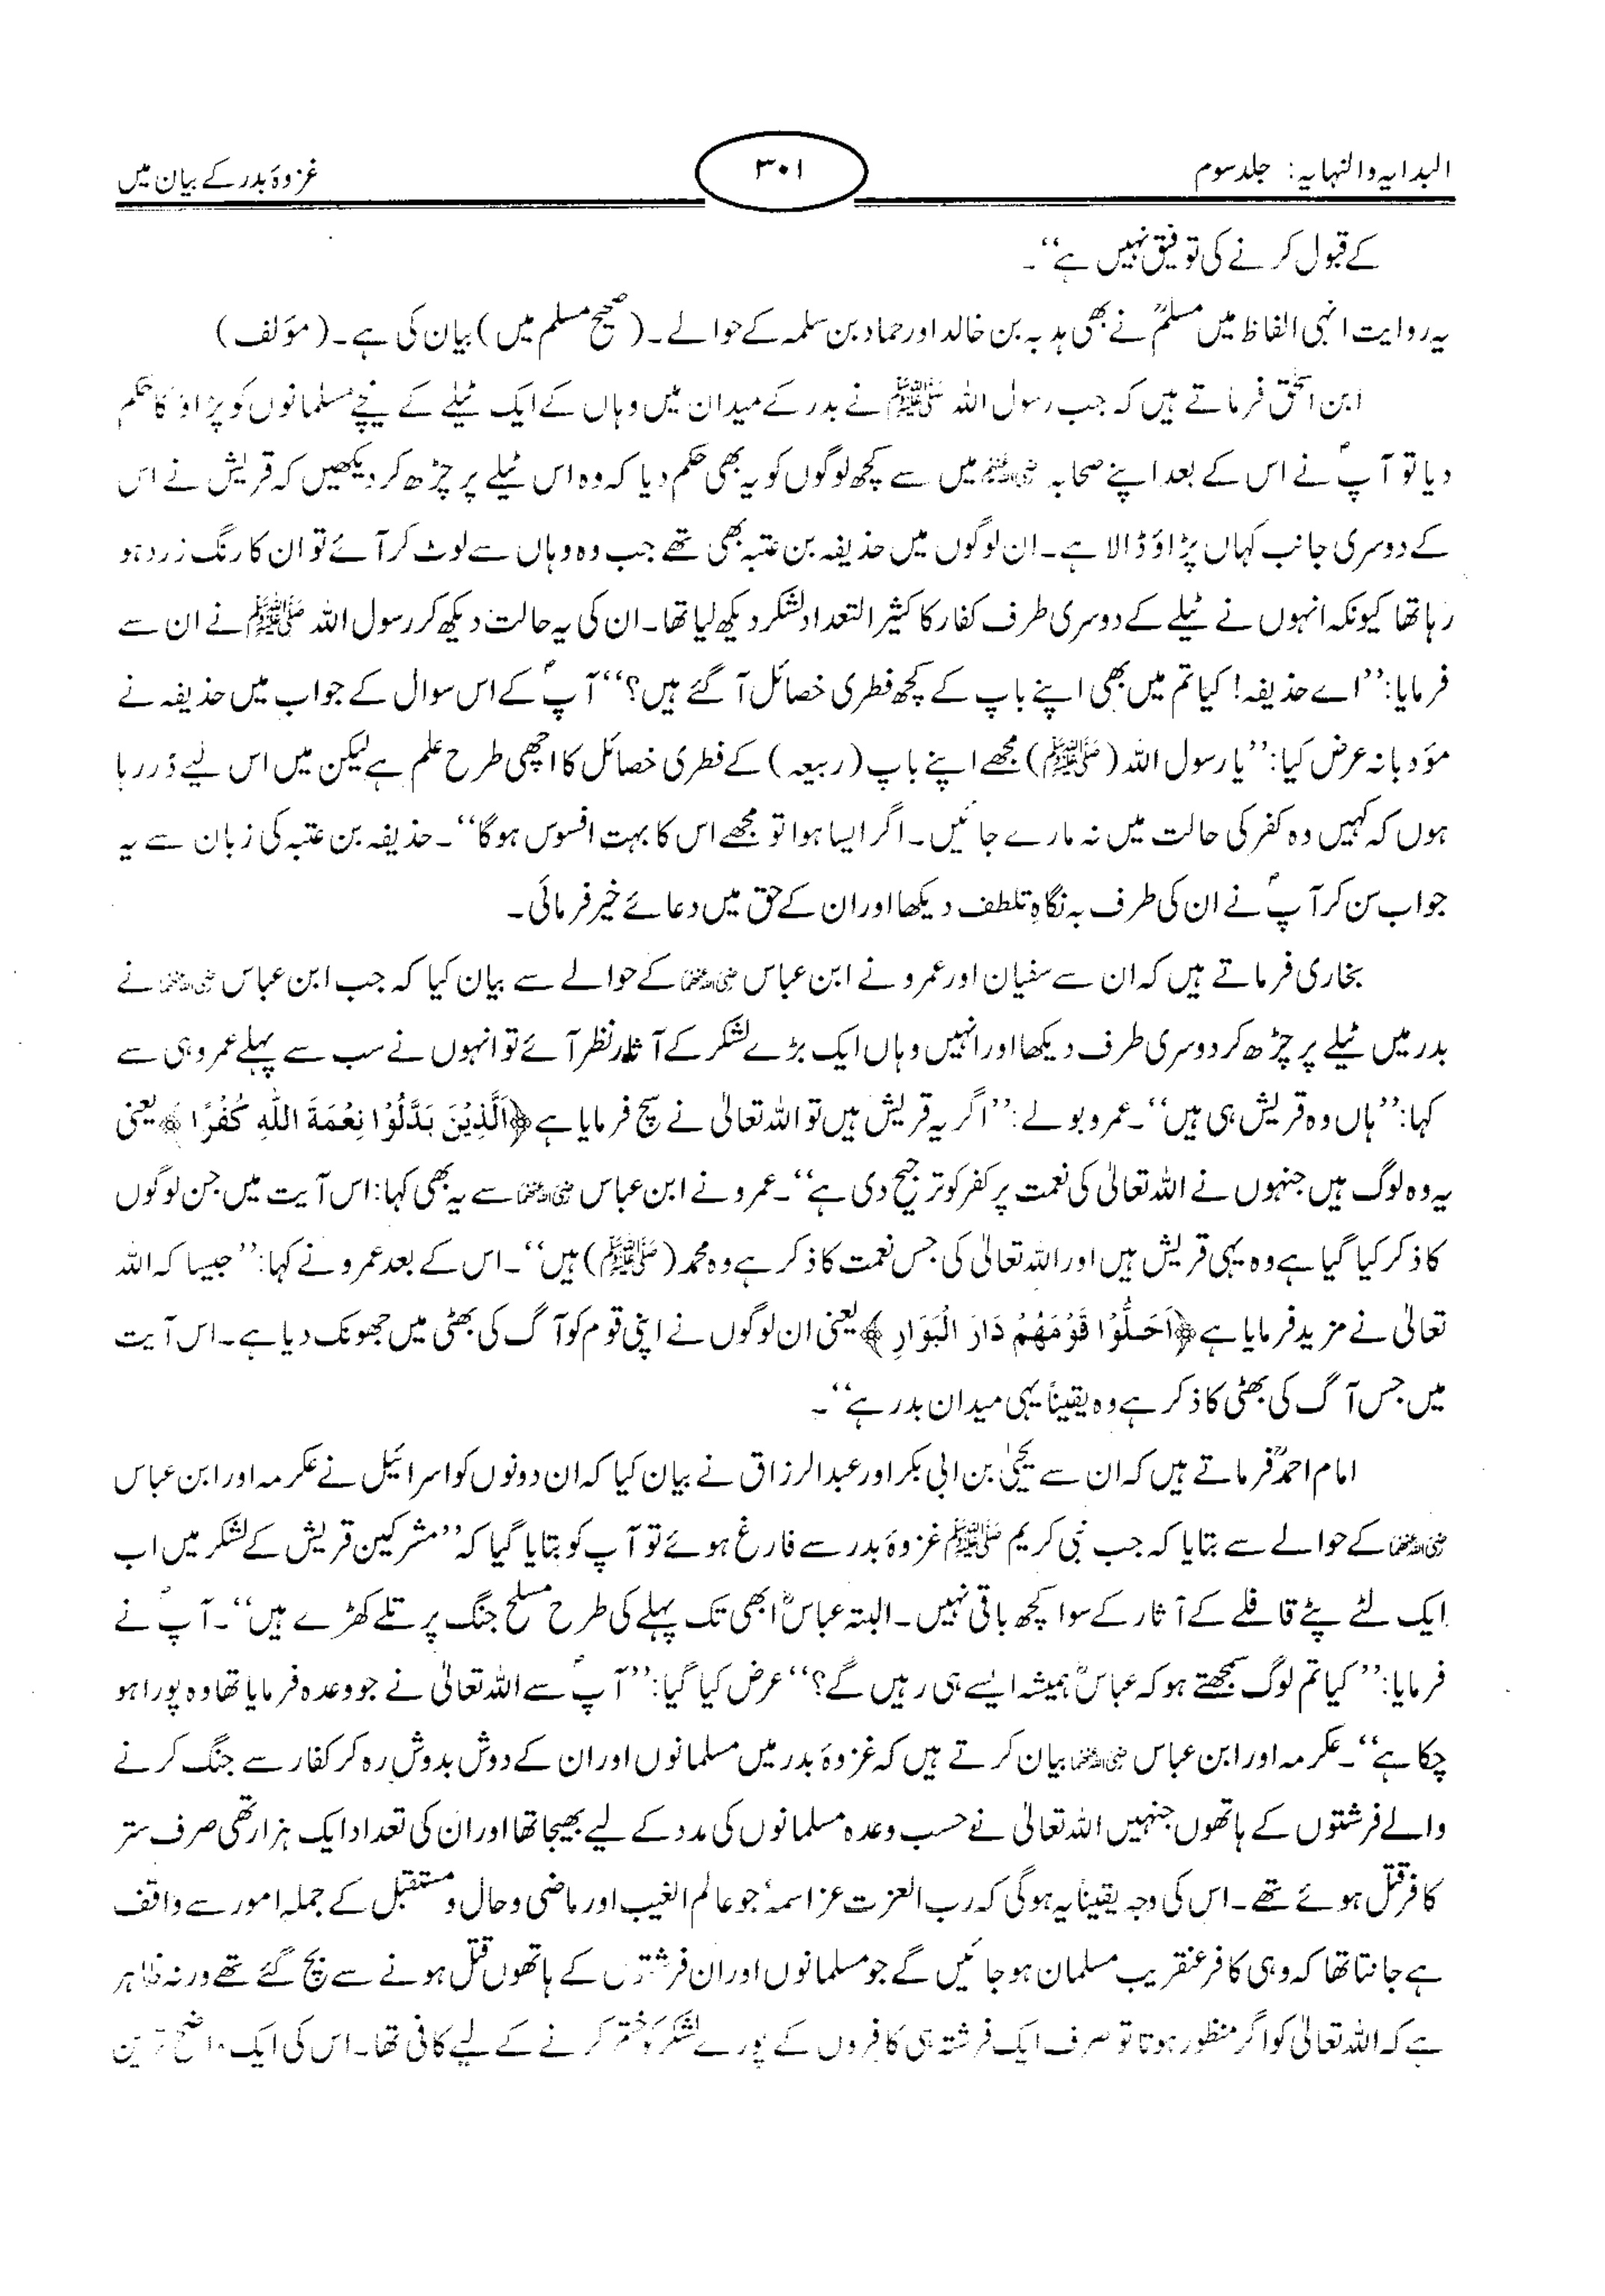 البدایہ والنہایہ: جلد سوم
۳۰۱
غزوۂ بدر کے بیان میں
کے قبول کرنے کی توفیق نہیں ہے‘‘۔
یہ روایت انہی الفاظ میں مسلمؒ نے بھی ہدبہ بن خالد اور حماد بن سلمہ کے حوالے۔ (صحیح مسلم میں) بیان کی ہے۔ (مؤلف)
ابن اسحٰق فرماتے ہیں کہ جب رسول اللہ ﷺ نے بدر کے میدان میں وہاں کے ایک ٹیلے کے نیچے مسلمانوں کو پڑاؤ کا حکم
دیا تو آپؐ نے اس کے بعد اپنے صحابہ رضی اللہ عنہم میں سے کچھ لوگوں کو یہ بھی حکم دیا کہ وہ اس ٹیلے پر چڑھ کر دیکھیں کہ قریش نے اس
کے دوسری جانب کہاں پڑاؤ ڈالا ہے۔ ان لوگوں میں حذیفہ بن عتبہ بھی تھے جب وہ وہاں سے لوٹ کر آئے تو ان کا رنگ زرد ہو
رہا تھا کیونکہ انہوں نے ٹیلے کے دوسری طرف کفار کا کثیر التعداد لشکر دیکھ لیا تھا۔ ان کی یہ حالت دیکھ کر رسول اللہ ﷺ نے ان سے
فرمایا: ’’اے حذیفہ! کیا تم میں بھی اپنے باپ کے کچھ فطری خصائل آ گئے ہیں؟‘‘ آپؐ کے اس سوال کے جواب میں حذیفہ نے
مؤدبانہ عرض کیا: ’’یا رسول اللہ (ﷺ) مجھے اپنے باپ (ربیعہ) کے فطری خصائل کا اچھی طرح علم ہے لیکن میں اس لیے ڈر رہا
ہوں کہ کہیں وہ کفر کی حالت میں نہ مارے جائیں۔ اگر ایسا ہوا تو مجھے اس کا بہت افسوس ہوگا‘‘۔ حذیفہ بن عتبہ کی زبان سے یہ
جواب سن کر آپؐ نے ان کی طرف بہ نگاہِ تلطف دیکھا اور ان کے حق میں دعائے خیر فرمائی۔
بخاری فرماتے ہیں کہ ان سے سفیان اور عمرو نے ابن عباس رضی اللہ عنہما کے حوالے سے بیان کیا کہ جب ابن عباس رضی اللہ عنہما نے
بدر میں ٹیلے پر چڑھ کر دوسری طرف دیکھا اور انہیں وہاں ایک بڑے لشکر کے آثار نظر آئے تو انہوں نے سب سے پہلے عمرو ہی سے
کہا: ’’ہاں وہ قریش ہی ہیں‘‘۔ عمرو بولے: ’’اگر یہ قریش ہیں تو اللہ تعالیٰ نے سچ فرمایا ہے ﴿اَلَّذِیْنَ بَدَّلُوْا نِعْمَةَ اللّٰهِ كُفْرًا﴾ یعنی
یہ وہ لوگ ہیں جنہوں نے اللہ تعالیٰ کی نعمت پر کفر کو ترجیح دی ہے‘‘۔ عمرو نے ابن عباس رضی اللہ عنہما سے یہ بھی کہا: اس آیت میں جن لوگوں
کا ذکر کیا گیا ہے وہ یہی قریش ہیں اور اللہ تعالیٰ کی جس نعمت کا ذکر ہے وہ محمد (ﷺ) ہیں‘‘۔ اس کے بعد عمرو نے کہا: ’’جیسا کہ اللہ
تعالیٰ نے مزید فرمایا ہے ﴿اَحَلُّوْا قَوْمَهُمْ دَارَ الْبَوَارِ﴾ یعنی ان لوگوں نے اپنی قوم کو آگ کی بھٹی میں جھونک دیا ہے۔ اس آیت
میں جس آگ کی بھٹی کا ذکر ہے وہ یقیناً یہی میدان بدر ہے‘‘۔
امام احمدؒ فرماتے ہیں کہ ان سے یحییٰ بن ابی بکر اور عبدالرزاق نے بیان کیا کہ ان دونوں کو اسرائیل نے عکرمہ اور ابن عباس
رضی اللہ عنہما کے حوالے سے بتایا کہ جب نبی کریم ﷺ غزوۂ بدر سے فارغ ہوئے تو آپ کو بتایا گیا کہ ’’مشرکین قریش کے لشکر میں اب
ایک لٹے پٹے قافلے کے آثار کے سوا کچھ باقی نہیں۔ البتہ عباسؓ ابھی تک پہلے کی طرح مسلح جنگ پر تلے کھڑے ہیں‘‘۔ آپؐ نے
فرمایا: ’’کیا تم لوگ سمجھتے ہو کہ عباسؓ ہمیشہ ایسے ہی رہیں گے؟‘‘ عرض کیا گیا: ’’آپؐ سے اللہ تعالیٰ نے جو وعدہ فرمایا تھا وہ پورا ہو
چکا ہے‘‘۔ عکرمہ اور ابن عباس رضی اللہ عنہما بیان کرتے ہیں کہ غزوۂ بدر میں مسلمانوں اور ان کے دوش بدوش رہ کر کفار سے جنگ کرنے
والے فرشتوں کے ہاتھوں جنہیں اللہ تعالیٰ نے حسب وعدہ مسلمانوں کی مدد کے لیے بھیجا تھا اور ان کی تعداد ایک ہزار تھی صرف ستر
کافر قتل ہوئے تھے۔ اس کی وجہ یقیناً یہ ہوگی کہ رب العزت عز اسمہٗ جو عالم الغیب اور ماضی و حال و مستقبل کے جملہ امور سے واقف
ہے جانتا تھا کہ وہی کافر عنقریب مسلمان ہو جائیں گے جو مسلمانوں اور ان فرشتوں کے ہاتھوں قتل ہونے سے بچ گئے تھے ورنہ ظاہر
ہے کہ اللہ تعالیٰ کو اگر منظور ہوتا تو صرف ایک فرشتہ ہی کافروں کے پورے لشکر کو ختم کرنے کے لیے کافی تھا۔ اس کی ایک واضح ترین